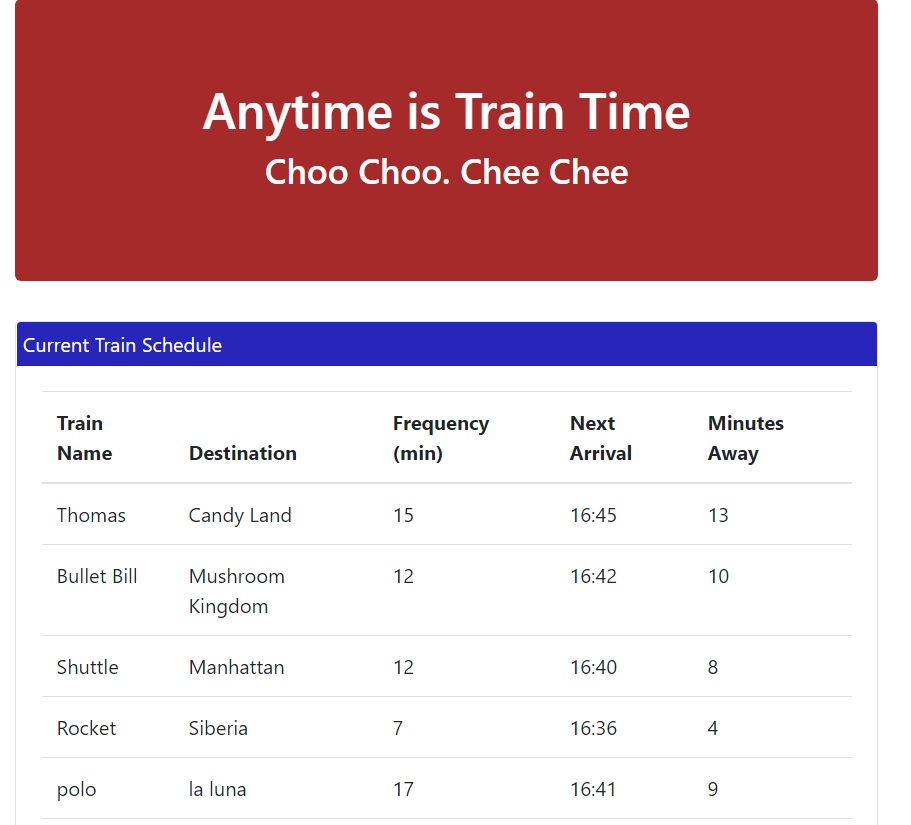 Anytime is Train Time
Choo Choo. Chee Chee
Current Train Schedule
Train Name Destination Frequency (min) Next Arrival Minutes Away
Thomas Candy Land 15 16:45 13
Bullet Bill Mushroom Kingdom 12 16:42 10
Shuttle Manhattan 12 16:40 8
Rocket Siberia 7 16:36 4
polo la luna 17 16:41 9